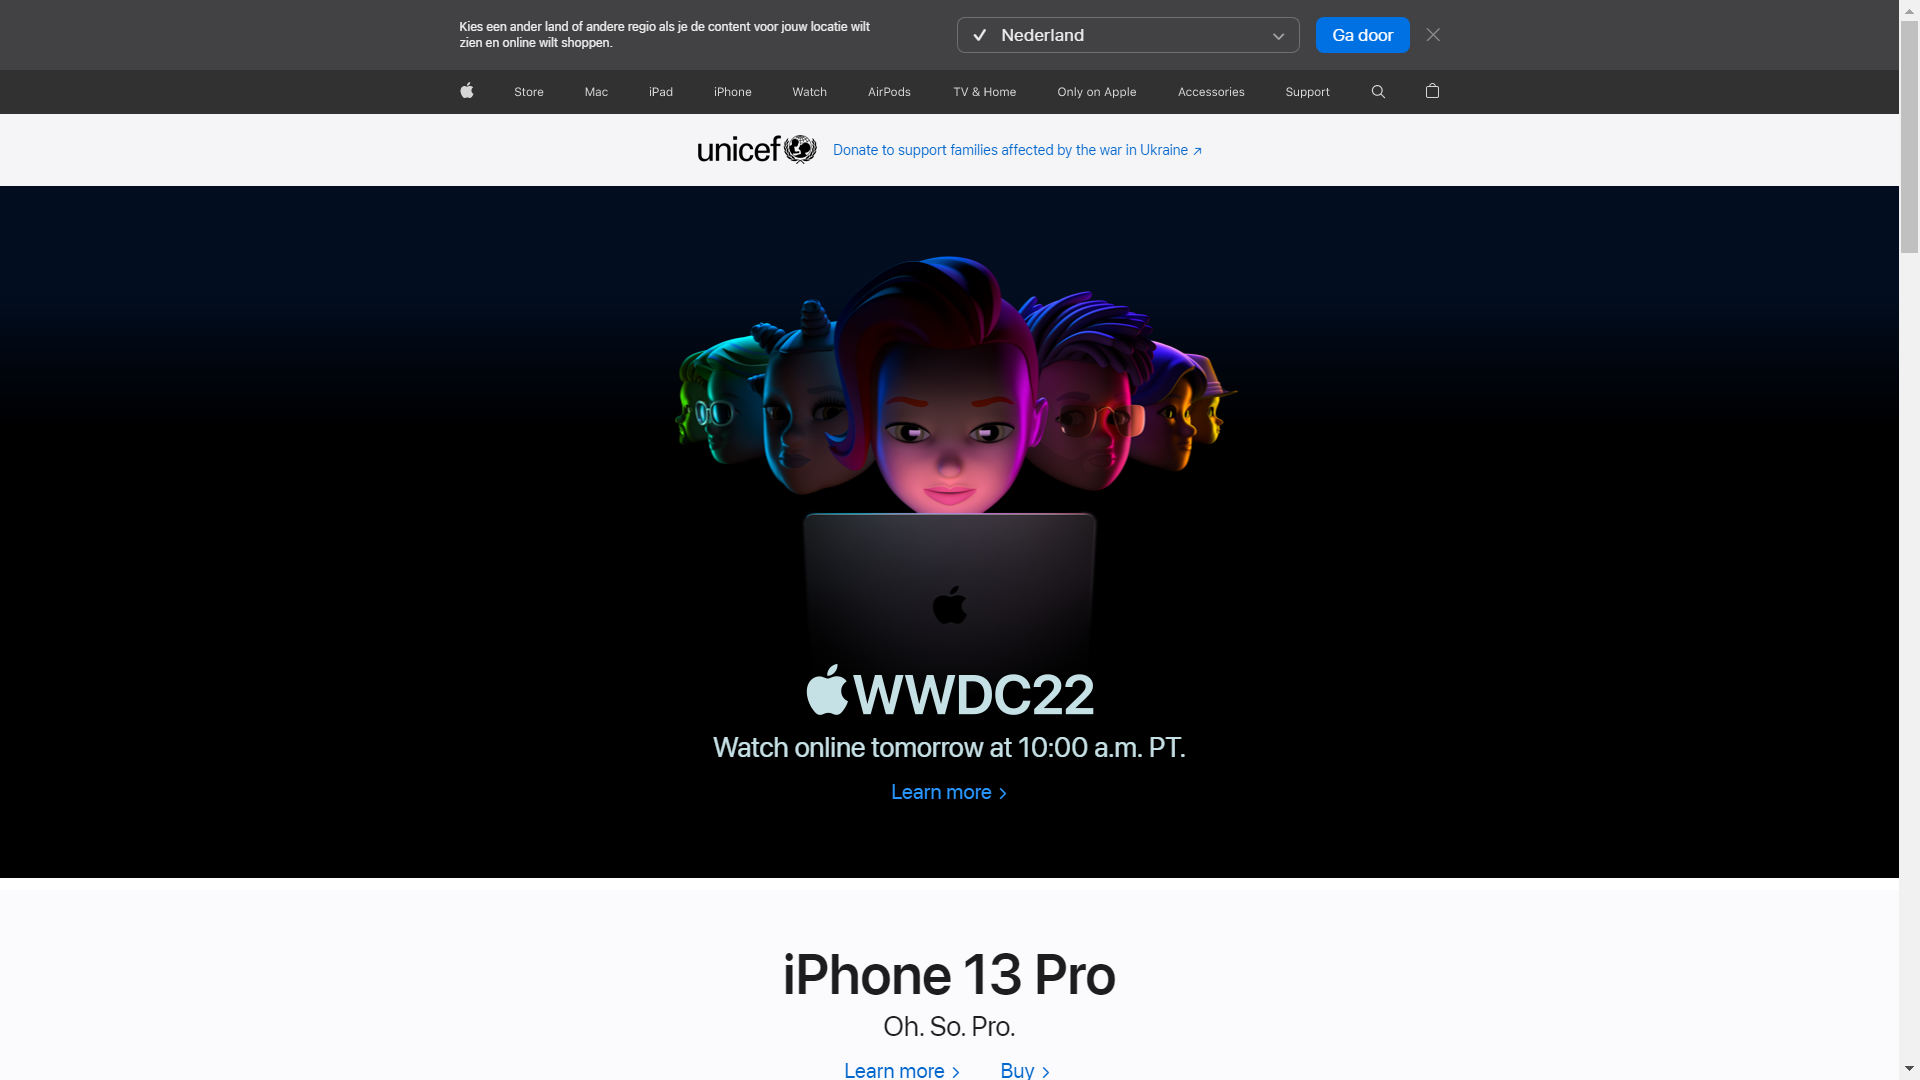 Kies een ander land of andere regio als je de content voor jouw locatie wilt
zien en online wilt shoppen.
Nederland
Ga door
Store Mac iPad iPhone Watch AirPods TV & Home Only on Apple Accessories Support
unicef Donate to support families affected by the war in Ukraine
WWDC22
Watch online tomorrow at 10:00 a.m. PT.
Learn more
iPhone 13 Pro
Oh. So. Pro.
Learn more Buy